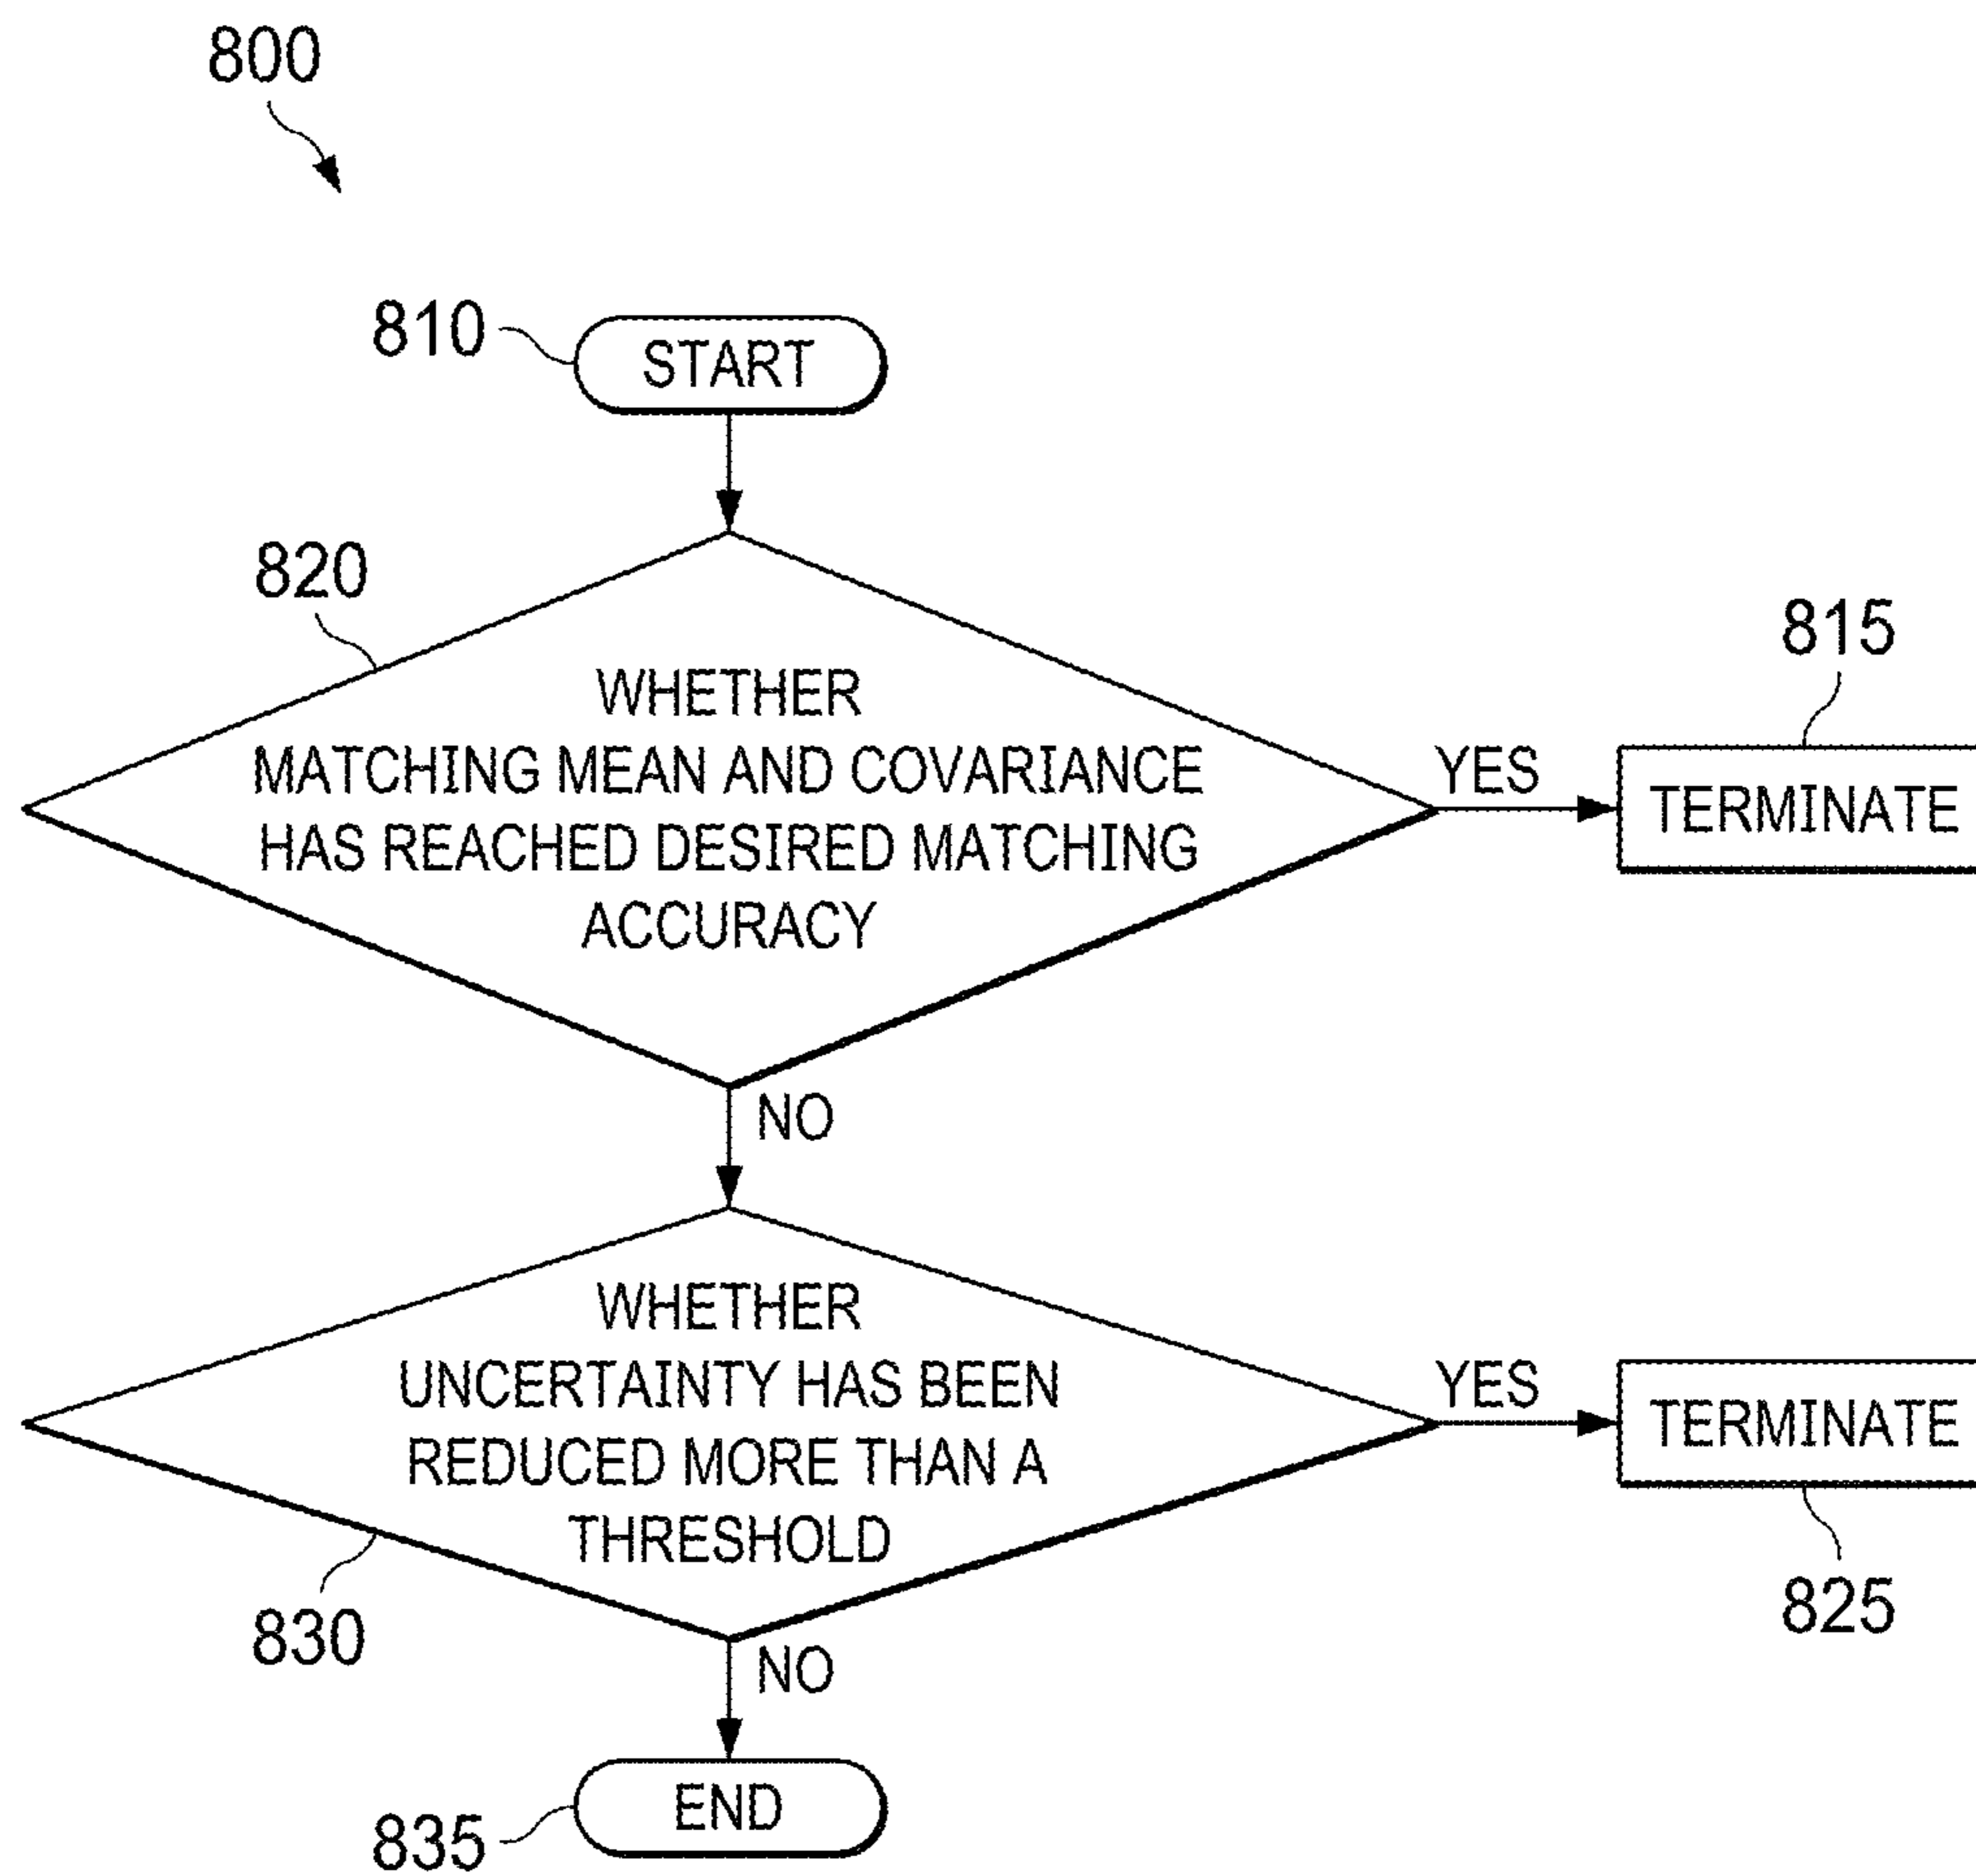 800
810
START
820
WHETHER
MATCHING MEAN AND COVARIANCE
HAS REACHED DESIRED MATCHING
ACCURACY
YES
815
TERMINATE
NO
WHETHER
UNCERTAINTY HAS BEEN
REDUCED MORE THAN A
THRESHOLD
830
YES
TERMINATE
825
NO
END
835